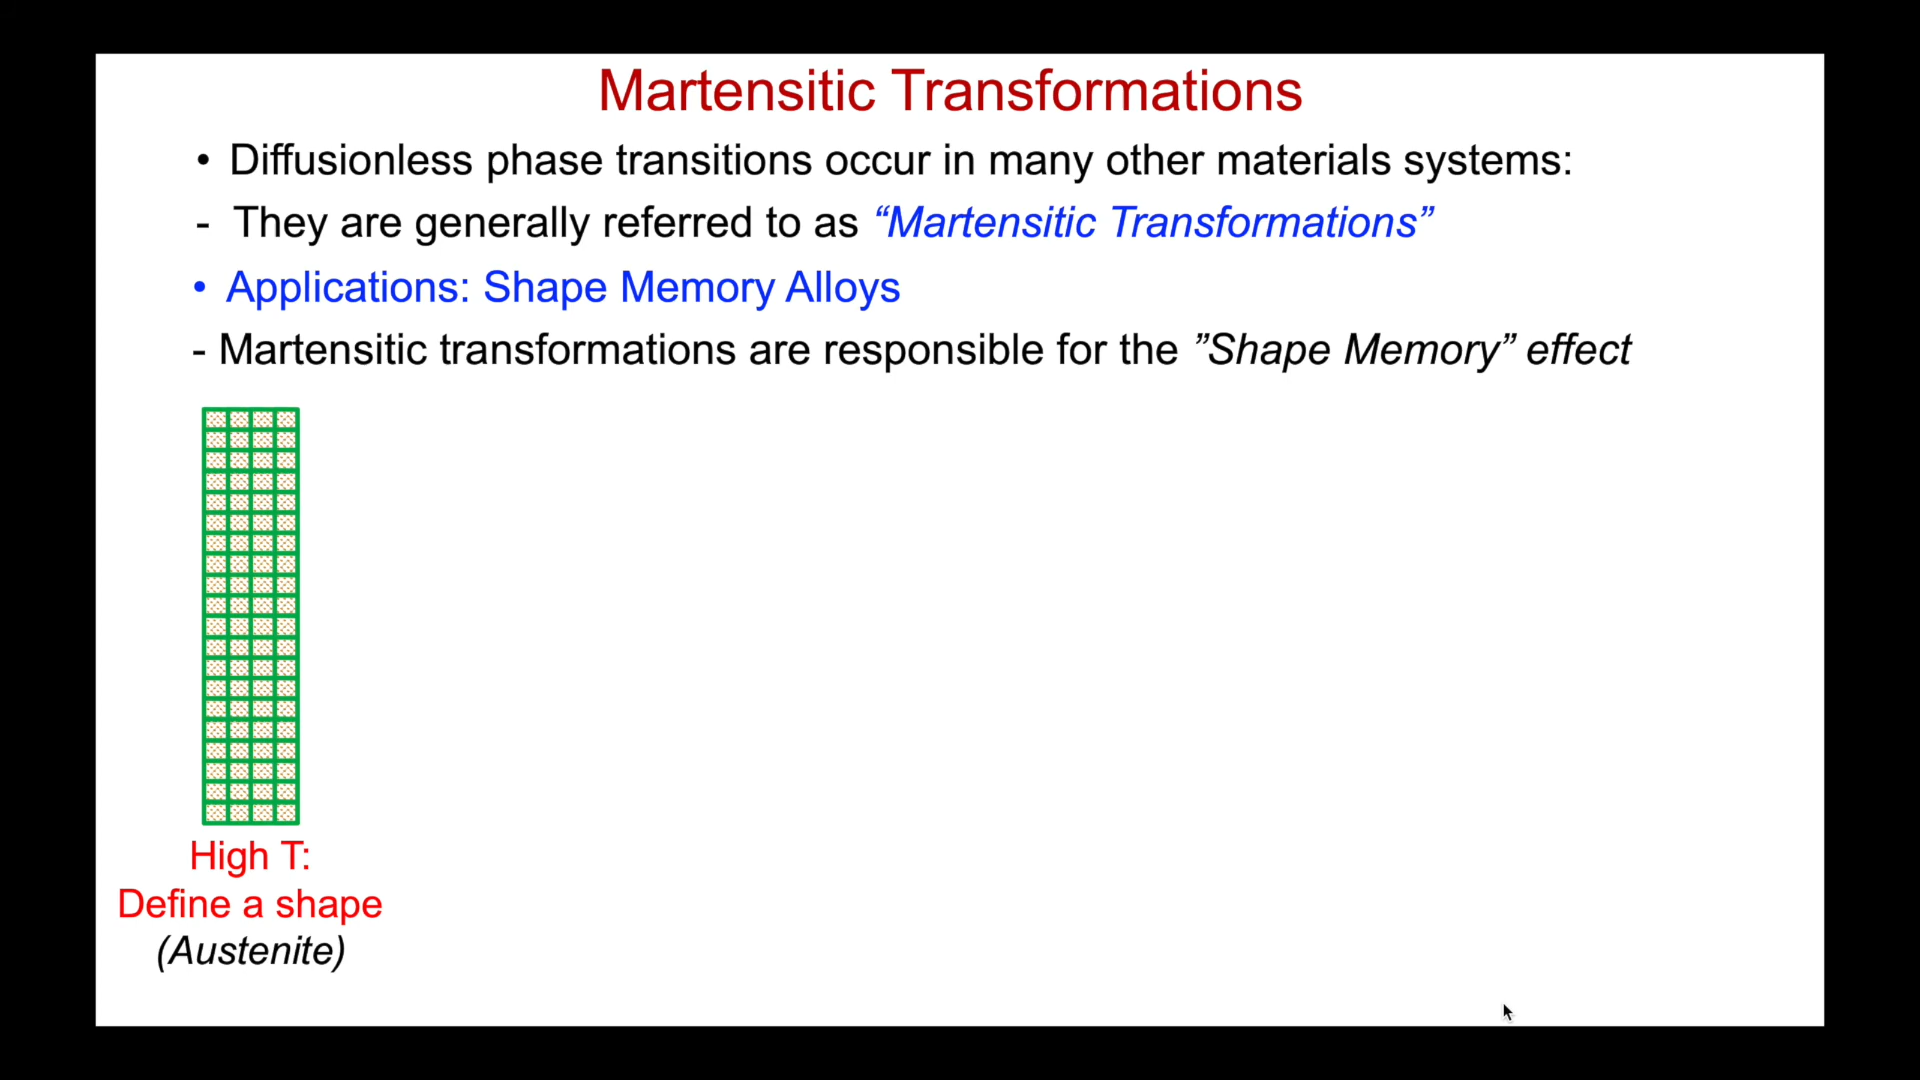 Martensitic Transformations
• Diffusionless phase transitions occur in many other materials systems:
- They are generally referred to as “Martensitic Transformations”
• Applications: Shape Memory Alloys
- Martensitic transformations are responsible for the ”Shape Memory” effect
High T:
Define a shape
(Austenite)